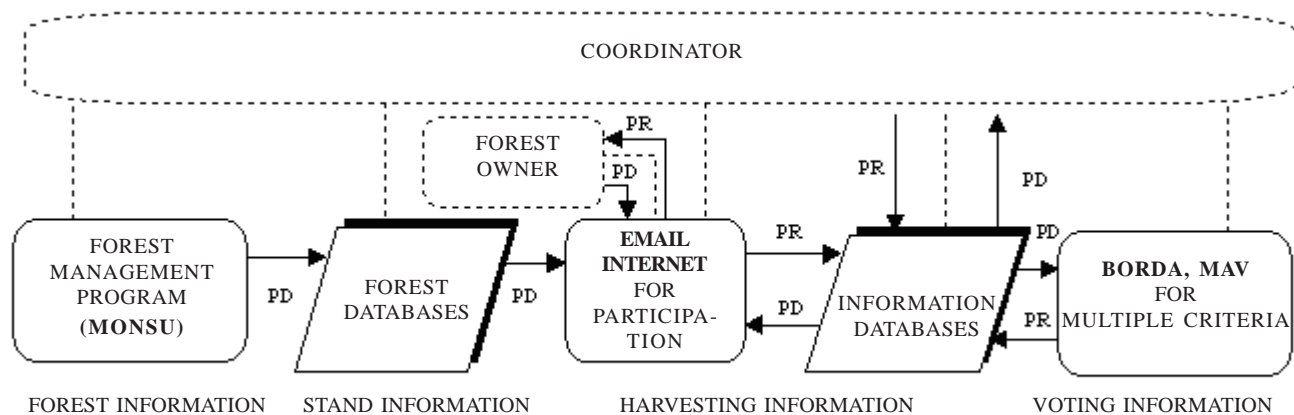 COORDINATOR
FOREST
OWNER
PR
PD
PR
PD
FOREST
MANAGEMENT
PROGRAM
(MONSU)
PD
FOREST
DATABASES
PD
EMAIL
INTERNET
FOR
PARTICIPA-
TION
PR
PD
INFORMATION
DATABASES
PD
PR
BORDA, MAV
FOR
MULTIPLE CRITERIA
FOREST INFORMATION
STAND INFORMATION
HARVESTING INFORMATION
VOTING INFORMATION